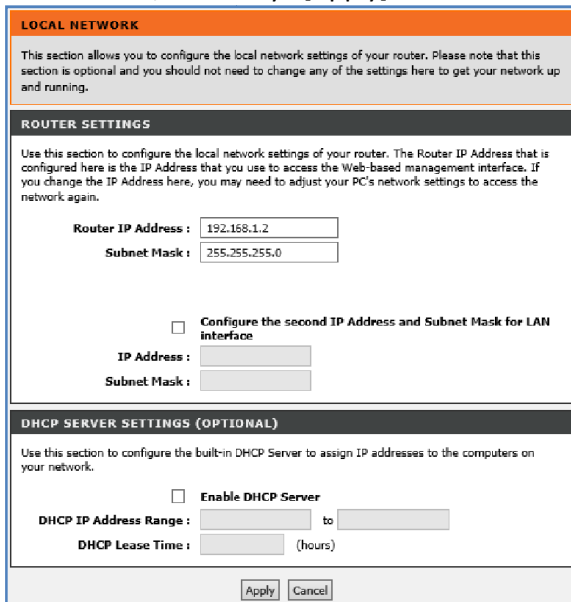 LOCAL NETWORK
This section allows you to configure the local network settings of your router. Please note that this
section is optional and you should not need to change any of the settings here to get your network up
and running.
ROUTER SETTINGS
Use this section to configure the local network settings of your router. The Router IP Address that is
configured here is the IP Address that you use to access the Web-based management interface. If
you change the IP Address here, you may need to adjust your PC's network settings to access the
network again.
Router IP Address : 192.168.1.2
Subnet Mask : 255.255.255.0
Configure the second IP Address and Subnet Mask for LAN
interface
IP Address :
Subnet Mask :
DHCP SERVER SETTINGS (OPTIONAL)
Use this section to configure the built-in DHCP Server to assign IP addresses to the computers on
your network.
Enable DHCP Server
DHCP IP Address Range : to
DHCP Lease Time : (hours)
Apply Cancel